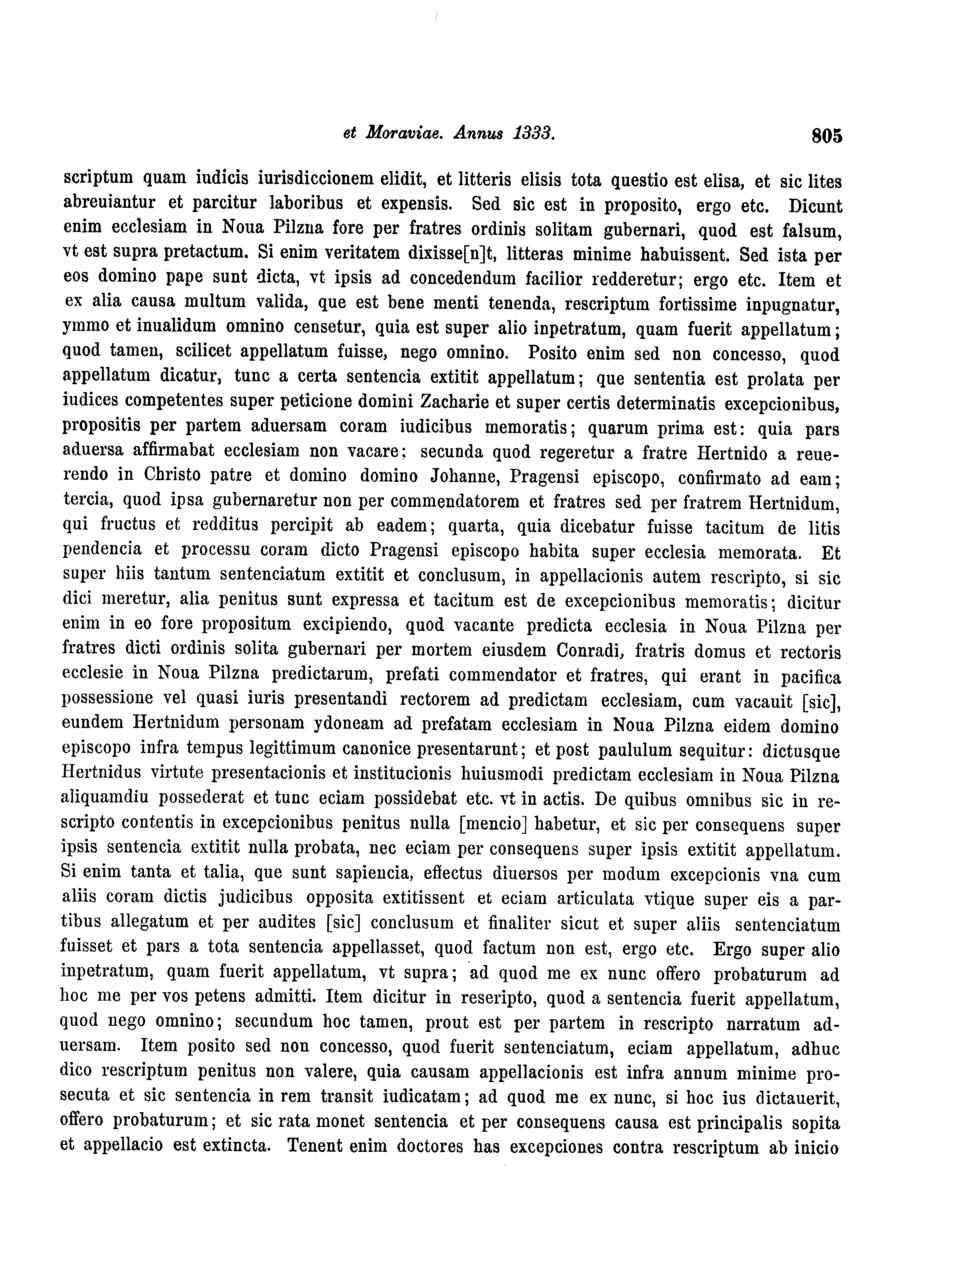 et Moraviae. Annus 1333. 805
scriptum quam iudicis iurisdiccionem elidit, et litteris elisis tota questio est elisa, et sic lites
abreuiantur et parcitur laboribus et expensis. Sed sic est in proposito, ergo etc. Dicunt
enim ecclesiam in Noua Pilzna fore per fratres ordinis solitam gubernari, quod est falsum,
vt est supra pretactum. Si enim veritatem dixisse[n]t, litteras minime habuissent. Sed ista per
eos domino pape sunt dicta, vt ipsis ad concedendum facilior redderetur; ergo etc. Item et
ex alia causa multum valida, que est bene menti tenenda, rescriptum fortissime inpugnatur,
ymmo et inualidum omnino censetur, quia est super alio inpetratum, quam fuerit appellatum;
quod tamen, scilicet appellatum fuisse, nego omnino. Posito enim sed non concesso, quod
appellatum dicatur, tunc a certa sentencia extitit appellatum; que sententia est prolata per
iudices competentes super peticione domini Zacharie et super certis determinatis excepcionibus,
propositis per partem aduersam coram iudicibus memoratis; quarum prima est: quia pars
aduersa affirmabat ecclesiam non vacare; secunda quod regeretur a fratre Hertnido a reue-
rendo in Christo patre et domino domino Johanne, Pragensi episcopo, confirmato ad eam;
tercia, quod ipsa gubernaretur non per commendatorem et fratres sed per fratrem Hertnidum,
qui fructus et redditus percipit ab eadem; quarta, quia dicebatur fuisse tacitum de litis
pendencia et processu coram dicto Pragensi episcopo habita super ecclesia memorata. Et
super hiis tantum sentenciatum extitit et conclusum, in appellacionis autem rescripto, si sic
dici meretur, alia penitus sunt expressa et tacitum est de excepcionibus memoratis; dicitur
enim in eo fore propositum excipiendo, quod vacante predicta ecclesia in Noua Pilzna per
fratres dicti ordinis solita gubernari per mortem eiusdem Conradi, fratris domus et rectoris
ecclesie in Noua Pilzna predictarum, prefati commendator et fratres, qui erant in pacifica
possessione vel quasi iuris presentandi rectorem ad predictam ecclesiam, cum vacauit [sic],
eundem Hertnidum personam ydoneam ad prefatam ecclesiam in Noua Pilzna eidem domino
episcopo infra tempus legittimum canonice presentarunt; et post paululum sequitur: dictusque
Hertnidus virtute presentacionis et institucionis huiusmodi predictam ecclesiam in Noua Pilzna
aliquamdiu possederat et tunc eciam possidebat etc. vt in actis. De quibus omnibus sic in re-
scripto contentis in excepcionibus penitus nulla [mencio] habetur, et sic per consequens super
ipsis sentencia extitit nulla probata, nec eciam per consequens super ipsis extitit appellatum.
Si enim tanta et talia, que sunt sapiencia, effectus diuersos per modum excepcionis vna cum
aliis coram dictis judicibus opposita extitissent et eciam articulata vtique super eis a par-
tibus allegatum et per audites [sic] conclusum et finaliter sicut et super aliis sentenciatum
fuisset et pars a tota sentencia appellasset, quod factum non est, ergo etc. Ergo super alio
inpetratum, quam fuerit appellatum, vt supra; ad quod me ex nunc offero probaturum ad
hoc me per vos petens admitti. Item dicitur in reseripto, quod a sentencia fuerit appellatum,
quod nego omnino; secundum hoc tamen, prout est per partem in rescripto narratum ad-
uersam. Item posito sed non concesso, quod fuerit sentenciatum, eciam appellatum, adhuc
dico rescriptum penitus non valere, quia causam appellacionis est infra annum minime pro-
secuta et sic sentencia in rem transit iudicatam; ad quod me ex nunc, si hoc ius dictauerit,
offero probaturum; et sic rata monet sentencia et per consequens causa est principalis sopita
et appellacio est extincta. Tenent enim doctores has excepciones contra rescriptum ab inicio